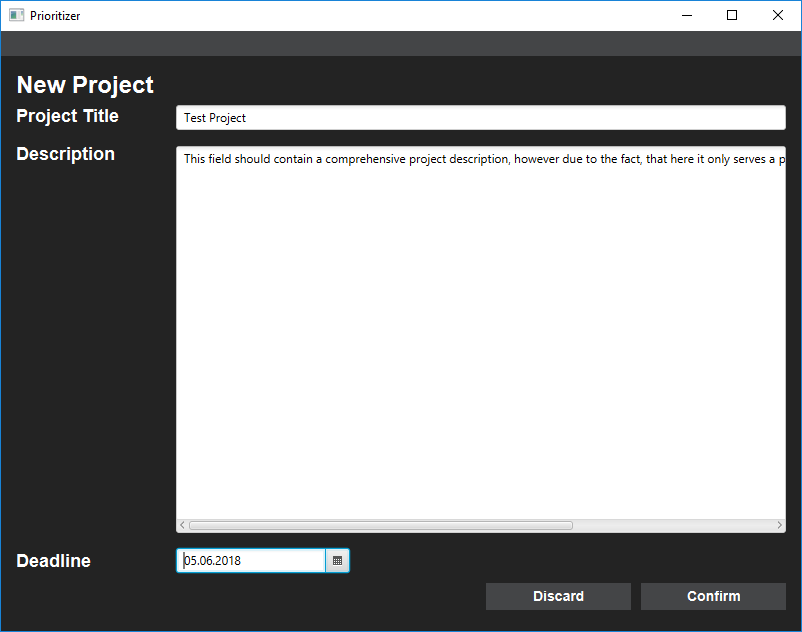 Prioritizer
New Project
Project Title
Test Project
Description
This field should contain a comprehensive project description, however due to the fact, that here it only serves a p
Deadline
05.06.2018
Discard
Confirm